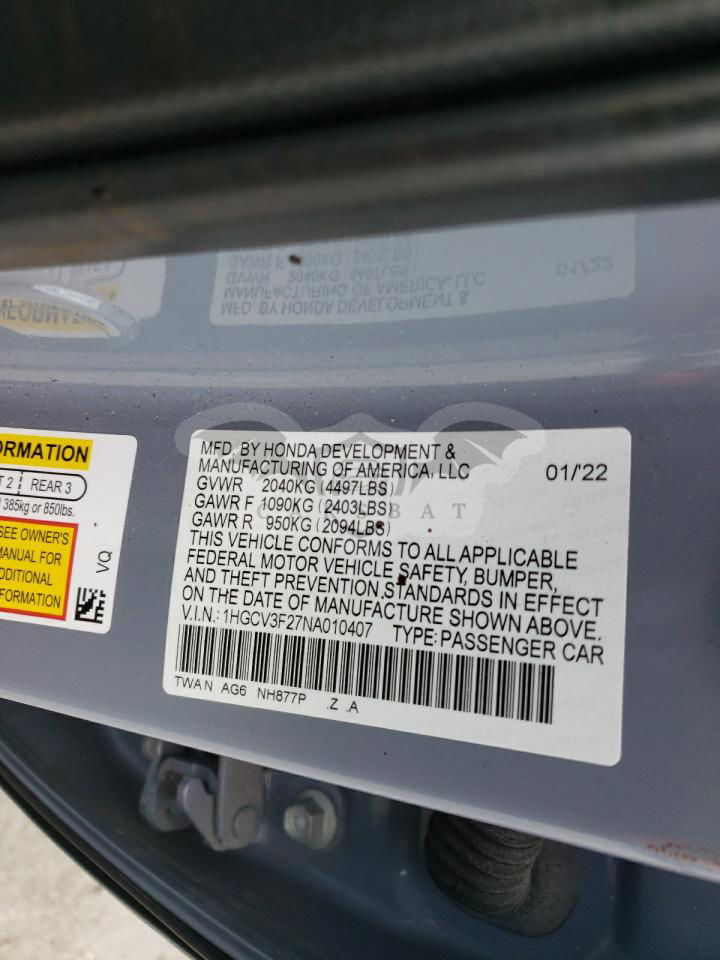 MFD. BY HONDA DEVELOPMENT &
MANUFACTURING OF AMERICA, LLC 01/'22
GVWR 2040KG (4497LBS)
GAWR F 1090KG (2403LBS)
GAWR R 950KG (2094LBS)
THIS VEHICLE CONFORMS TO ALL APPLICABLE
FEDERAL MOTOR VEHICLE SAFETY, BUMPER,
AND THEFT PREVENTION STANDARDS IN EFFECT
ON THE DATE OF MANUFACTURE SHOWN ABOVE.
V.I.N.: 1HGCV3F27NA010407 TYPE: PASSENGER CAR
TWAN AG6 NH877P .Z .A
REAR 3
385kg or 850lbs.
SEE OWNER'S
MANUAL FOR
VQ